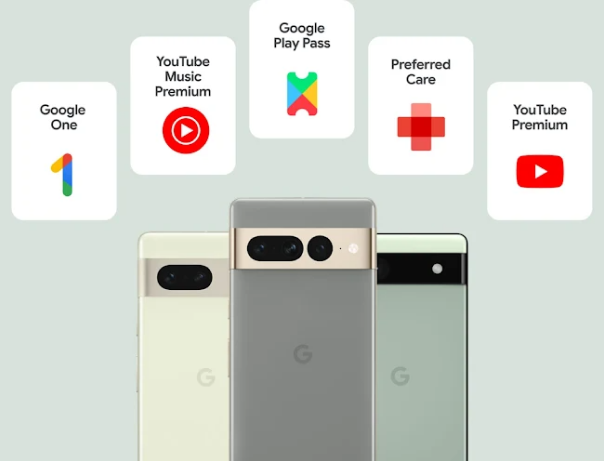 Google
One
YouTube
Music
Premium
Google
Play Pass
Preferred
Care
YouTube
Premium
G
G
G